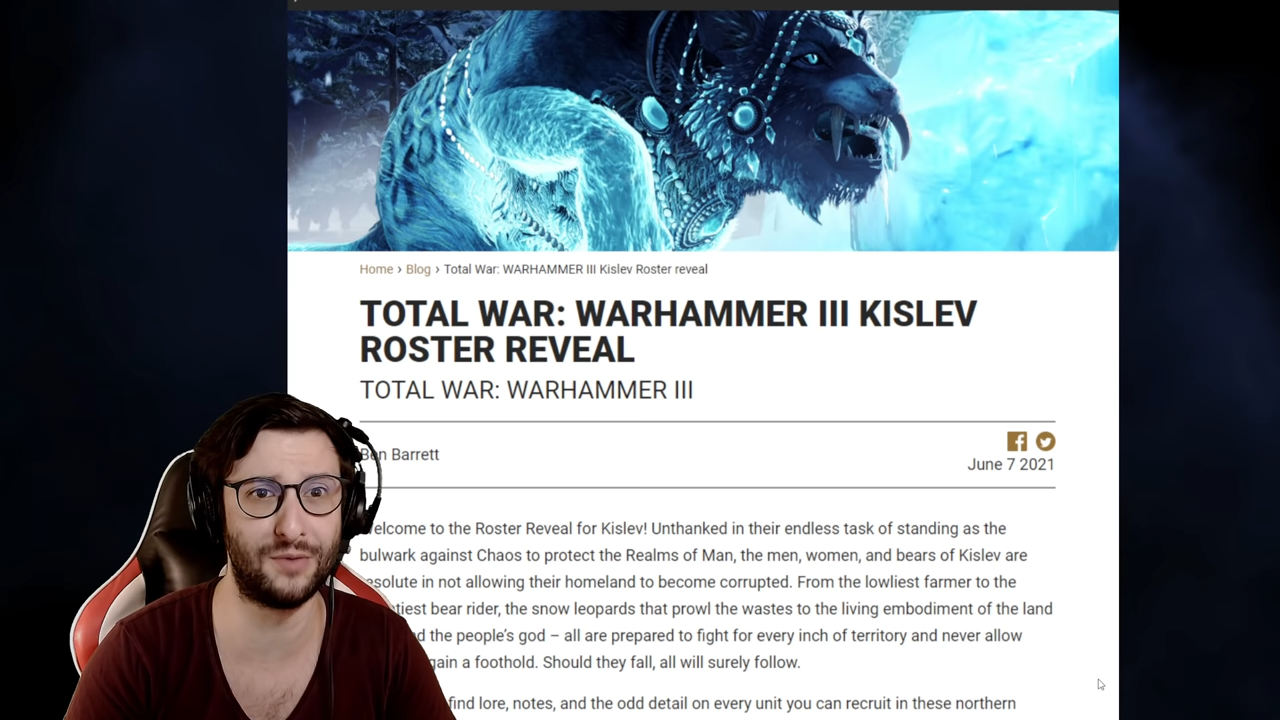 Home › Blog › Total War: WARHAMMER III Kislev Roster reveal
TOTAL WAR: WARHAMMER III KISLEV
ROSTER REVEAL
TOTAL WAR: WARHAMMER III
Barrett
June 7 2021
to the Roster Reveal for Kislev! Unthanked in their endless task of standing as the
bulwark against Chaos to protect the Realms of Man, the men, women, and bears of Kislev are
in not allowing their homeland to become corrupted. From the lowliest farmer to the
bear rider, the snow leopards that prowl the wastes to the living embodiment of the land
the people's god – all are prepared to fight for every inch of territory and never allow
a foothold. Should they fall, all will surely follow.
find lore, notes, and the odd detail on every unit you can recruit in these northern